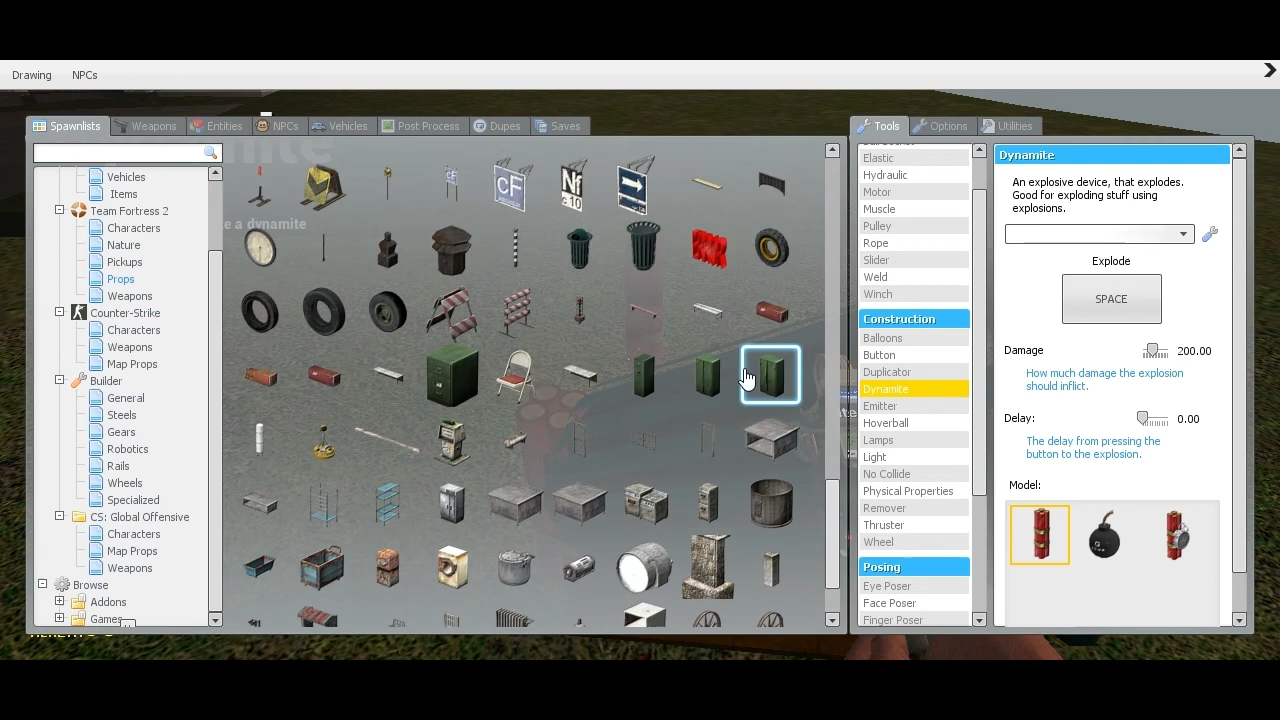 Drawing NPCs
Spawnlists Weapons Entities NPCs Vehicles Post Process Dupes Saves
Tools Options Utilities
Vehicles
Items
Team Fortress 2
Characters
Nature
Pickups
Props
Weapons
Counter-Strike
Characters
Weapons
Map Props
Builder
General
Steels
Gears
Robotics
Rails
Wheels
Specialized
CS: Global Offensive
Characters
Map Props
Weapons
Browse
Addons
Games
a dynamite
cF
cF
Nf
c.10
Elastic
Hydraulic
Motor
Muscle
Pulley
Rope
Slider
Weld
Winch
Construction
Balloons
Button
Duplicator
Dynamite
Emitter
Hoverball
Lamps
Light
No Collide
Physical Properties
Remover
Thruster
Wheel
Posing
Eye Poser
Face Poser
Finger Poser
Dynamite
An explosive device, that explodes.
Good for exploding stuff using
explosions.
Explode
SPACE
Damage 200.00
How much damage the explosion
should inflict.
Delay: 0.00
The delay from pressing the
button to the explosion.
Model: